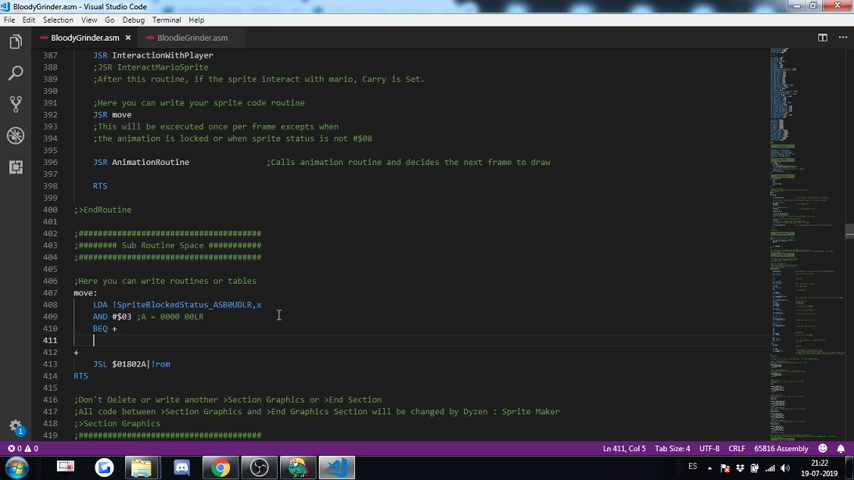 BloodyGrinder.asm - Visual Studio Code
File Edit Selection View Go Debug Terminal Help
BloodyGrinder.asm × BloodieGrinder.asm
387 JSR InteractionWithPlayer
388 ;JSR InteractMarioSprite
389 ;After this routine, if the sprite interact with mario, Carry is Set.
390
391 ;Here you can write your sprite code routine
392 JSR move
393 ;This will be excecuted once per frame excepts when
394 ;the animation is locked or when sprite status is not #$08
395
396 JSR AnimationRoutine ;Calls animation routine and decides the next frame to draw
397
398 RTS
399
400 ;>EndRoutine
401
402 ;######################################
403 ;######## Sub Routine Space ###########
404 ;######################################
405
406 ;Here you can write routines or tables
407 move:
408 LDA !SpriteBlockedStatus_ASB0UDLR,x
409 AND #$03 ;A = 0000 00LR
410 BEQ +
411
412 +
413 JSL $01802A|!rom
414 RTS
415
416 ;Don't Delete or write another >Section Graphics or >End Section
417 ;All code between >Section Graphics and >End Graphics Section will be changed by Dyzen : Sprite Maker
418 ;>Section Graphics
419 ;######################################
0 0 Ln 411, Col 5 Tab Size: 4 UTF-8 CRLF 65816 Assembly
ES 21:22
19-07-2019